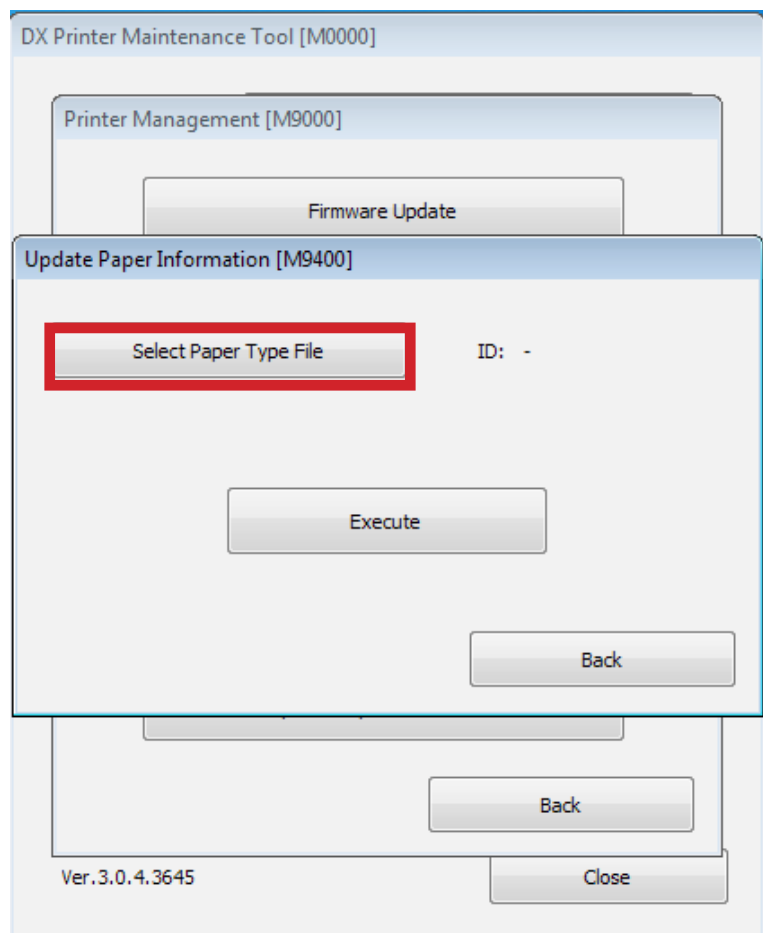 DX Printer Maintenance Tool [M0000]
Printer Management [M9000]
Firmware Update
Update Paper Information [M9400]
Select Paper Type File ID: -
Execute
Back
Back
Ver.3.0.4.3645 Close